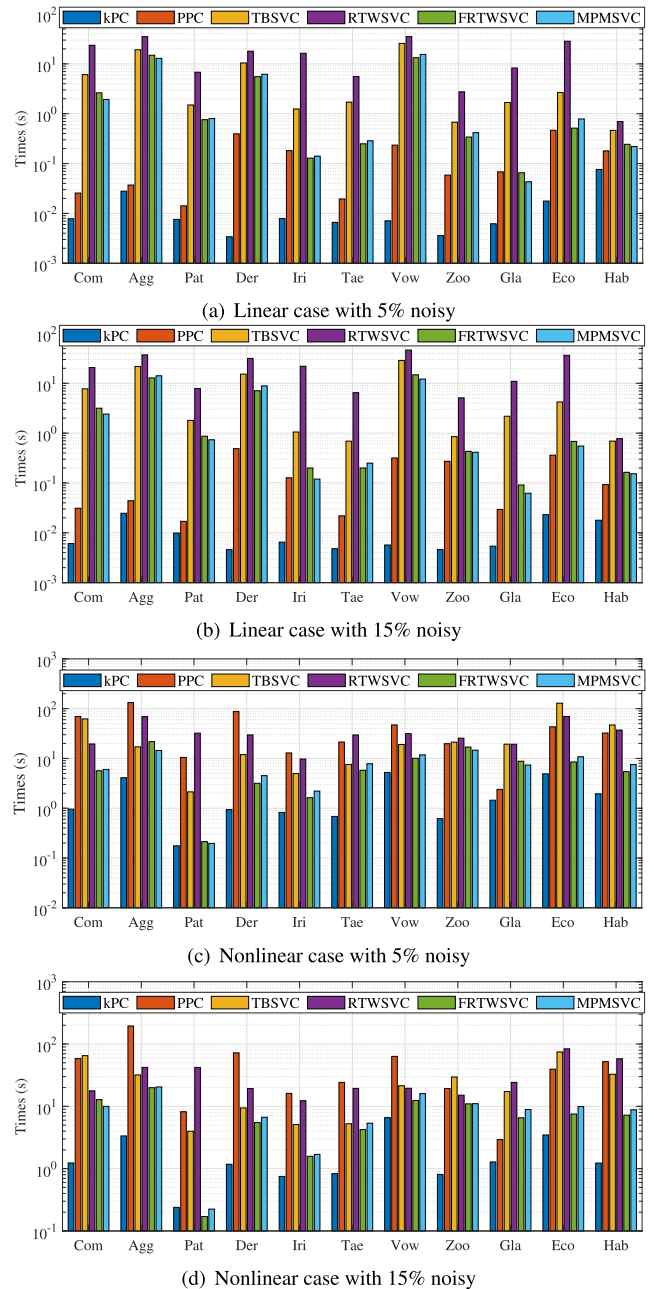 kPC PPC TBSVC RTWSVC FRTWSVC MPMSVC
10^2
10^1
10^0
10^-1
10^-2
10^-3
Times (s)
Com Agg Pat Der Iri Tae Vow Zoo Gla Eco Hab
(a) Linear case with 5% noisy
kPC PPC TBSVC RTWSVC FRTWSVC MPMSVC
10^2
10^1
10^0
10^-1
10^-2
10^-3
Times (s)
Com Agg Pat Der Iri Tae Vow Zoo Gla Eco Hab
(b) Linear case with 15% noisy
10^3
kPC PPC TBSVC RTWSVC FRTWSVC MPMSVC
10^2
10^1
10^0
10^-1
10^-2
Times (s)
Com Agg Pat Der Iri Tae Vow Zoo Gla Eco Hab
(c) Nonlinear case with 5% noisy
10^3
kPC PPC TBSVC RTWSVC FRTWSVC MPMSVC
10^2
10^1
10^0
10^-1
Times (s)
Com Agg Pat Der Iri Tae Vow Zoo Gla Eco Hab
(d) Nonlinear case with 15% noisy